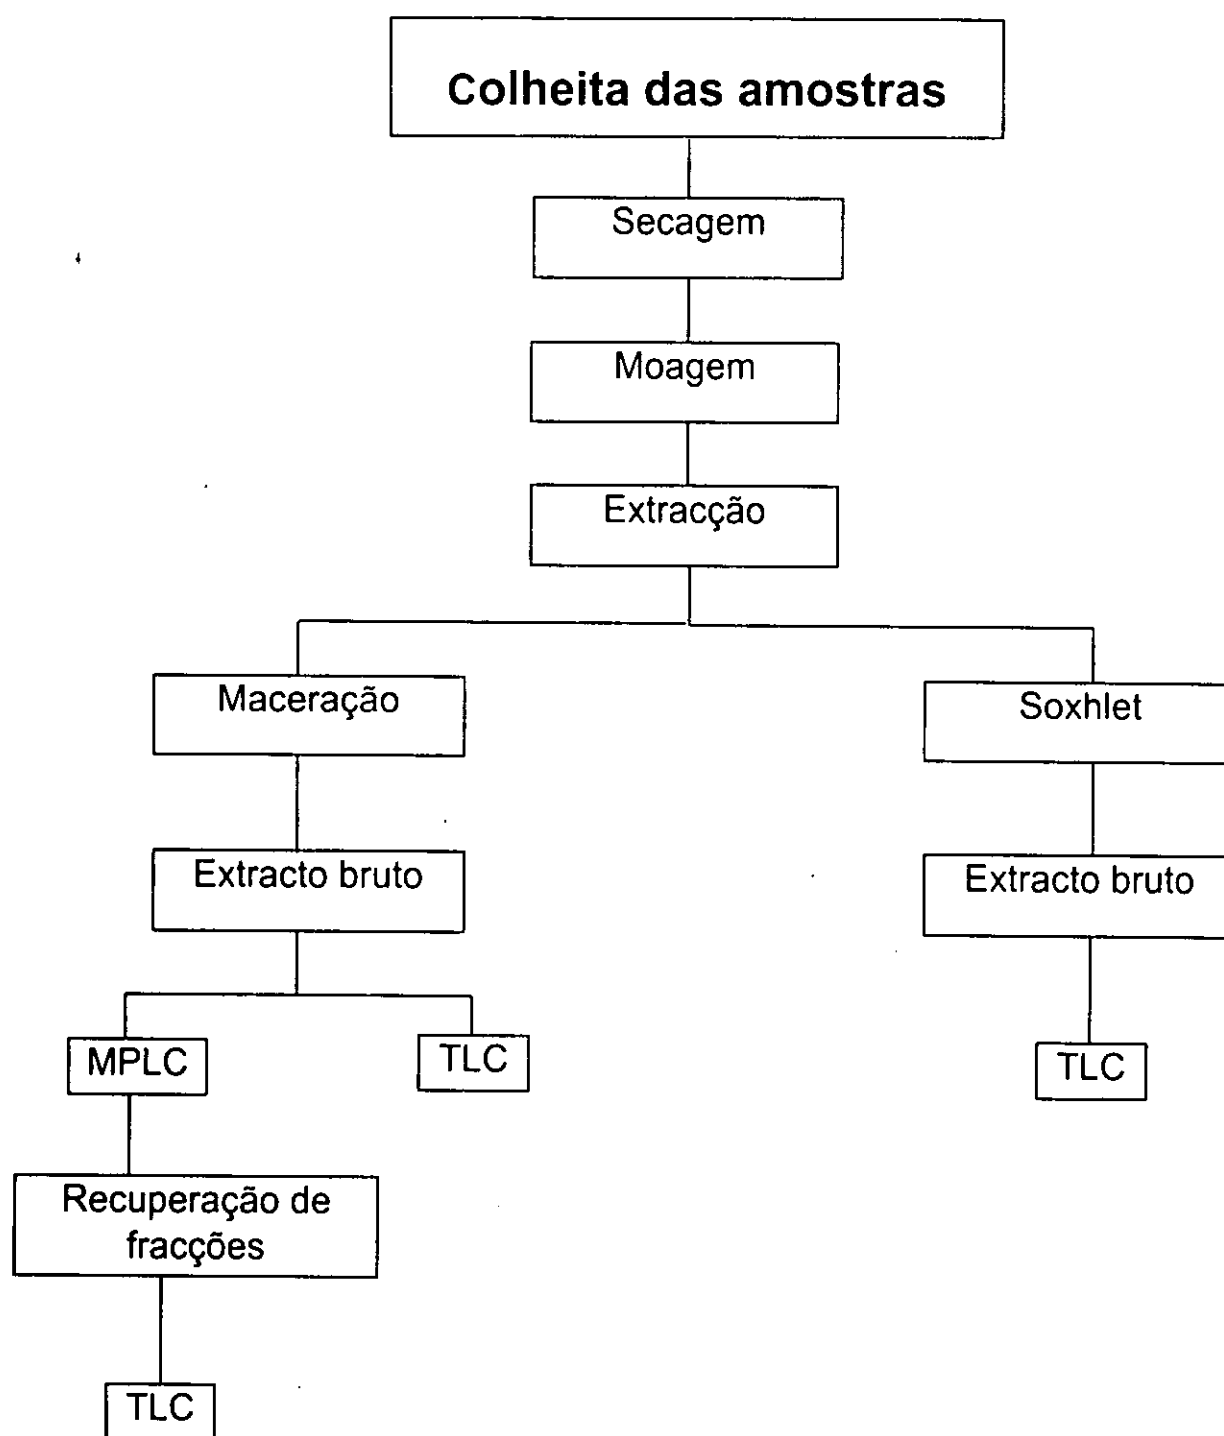 Colheita das amostras
Secagem
Moagem
Extracção
Maceração
Soxhlet
Extracto bruto
Extracto bruto
MPLC
TLC
TLC
Recuperação de
fracções
TLC